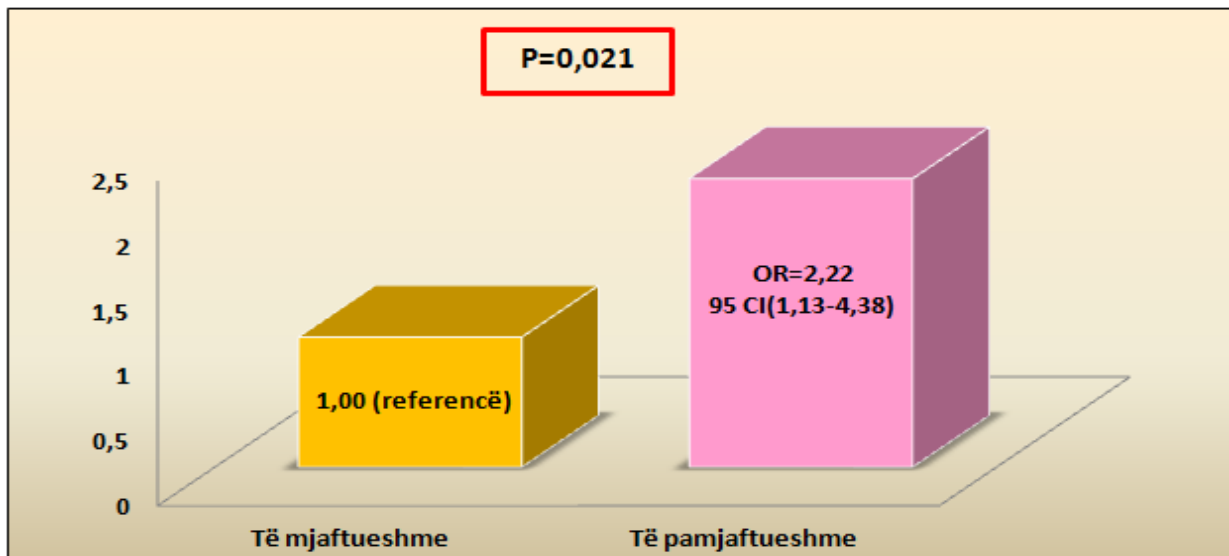 P=0,021
2,5
2
1,5
1
0,5
0
OR=2,22
95 CI(1,13-4,38)
1,00 (referencë)
Të mjaftueshme
Të pamjaftueshme